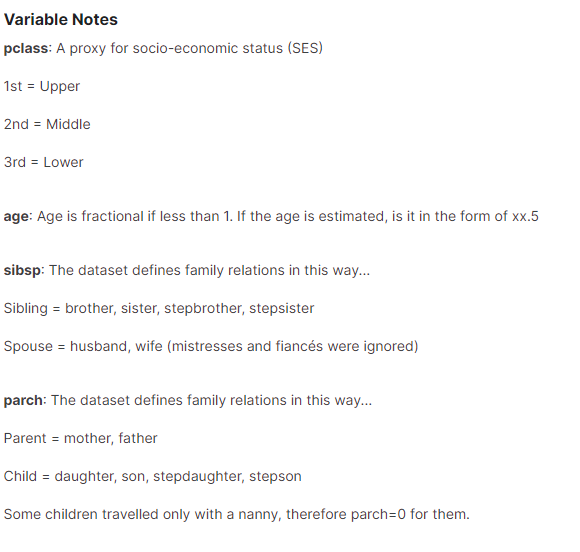 Variable Notes
pclass: A proxy for socio-economic status (SES)
1st = Upper
2nd = Middle
3rd = Lower
age: Age is fractional if less than 1. If the age is estimated, is it in the form of xx.5
sibsp: The dataset defines family relations in this way...
Sibling = brother, sister, stepbrother, stepsister
Spouse = husband, wife (mistresses and fiancés were ignored)
parch: The dataset defines family relations in this way...
Parent = mother, father
Child = daughter, son, stepdaughter, stepson
Some children travelled only with a nanny, therefore parch=0 for them.